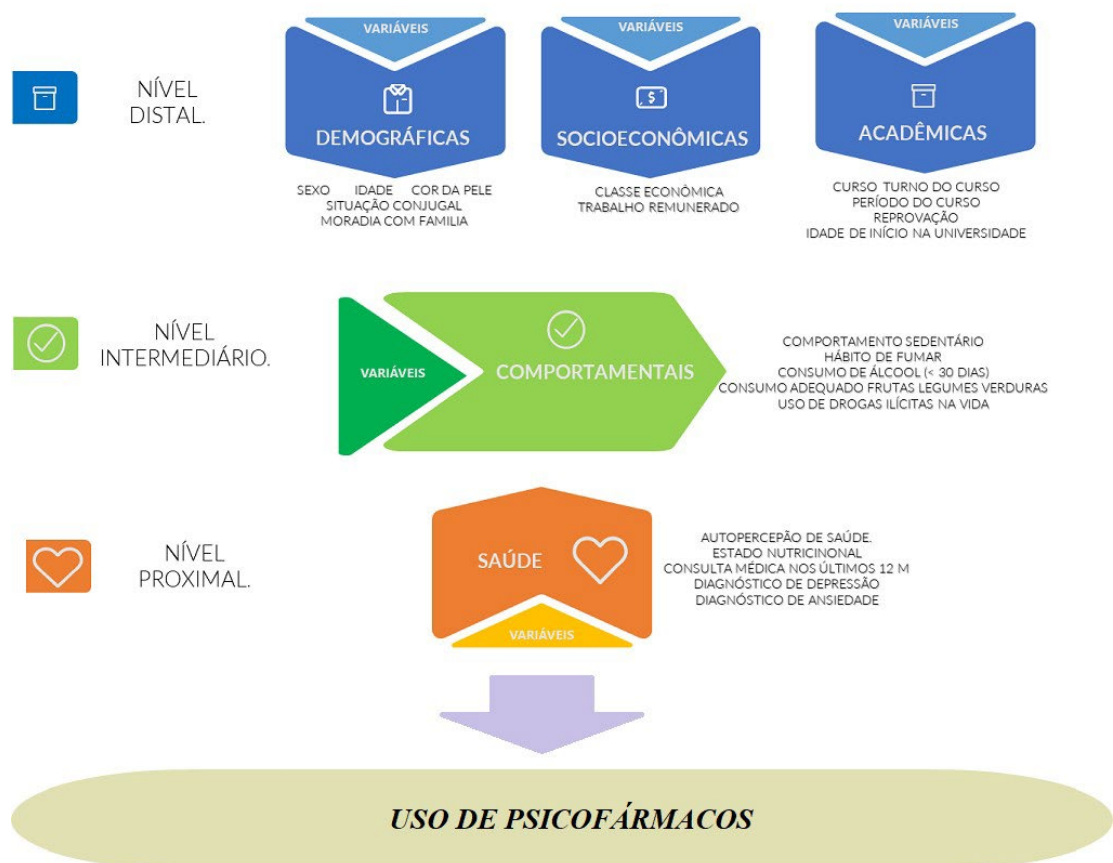 VARIÁVEIS
VARIÁVEIS
VARIÁVEIS
NÍVEL
DISTAL.
DEMOGRÁFICAS
SOCIOECONÔMICAS
ACADÊMICAS
SEXO IDADE COR DA PELE
SITUAÇÃO CONJUGAL
MORADIA COM FAMILIA
CLASSE ECONÔMICA
TRABALHO REMUNERADO
CURSO TURNO DO CURSO
PERÍODO DO CURSO
REPROVAÇÃO
IDADE DE INÍCIO NA UNIVERSIDADE
NÍVEL
INTERMEDIÁRIO.
VARIÁVEIS
COMPORTAMENTAIS
COMPORTAMENTO SEDENTÁRIO
HÁBITO DE FUMAR
CONSUMO DE ÁLCOOL (< 30 DIAS)
CONSUMO ADEQUADO FRUTAS LEGUMES VERDURAS
USO DE DROGAS ILÍCITAS NA VIDA
NÍVEL
PROXIMAL.
SAÚDE
VARIÁVEIS
AUTOPERCEPÃO DE SAÚDE.
ESTADO NUTRICINONAL
CONSULTA MÉDICA NOS ÚLTIMOS 12 M
DIAGNÓSTICO DE DEPRESSÃO
DIAGNÓSTICO DE ANSIEDADE
USO DE PSICOFÁRMACOS